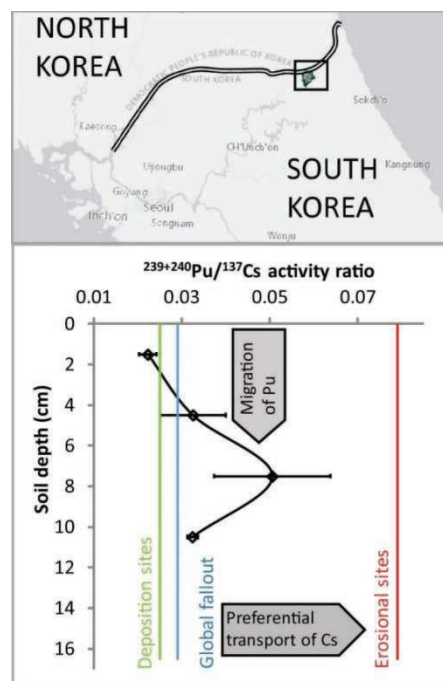 NORTH
KOREA
DEMOCRATIC PEOPLE'S REPUBLIC OF KOREA
SOUTH KOREA
Kaesong
Sokch'o
CH'Unch'on
Uijongbu
Kangnung
Goyang
Seoul
Inch'on
Songnam
SOUTH
KOREA
Wonju
239+240Pu/137Cs activity ratio
0.01 0.03 0.05 0.07
0
2
4
6
8
10
12
14
16
Soil depth (cm)
Migration
of Pu
Deposition sites
Global fallout
Erosional sites
Preferential
transport of Cs